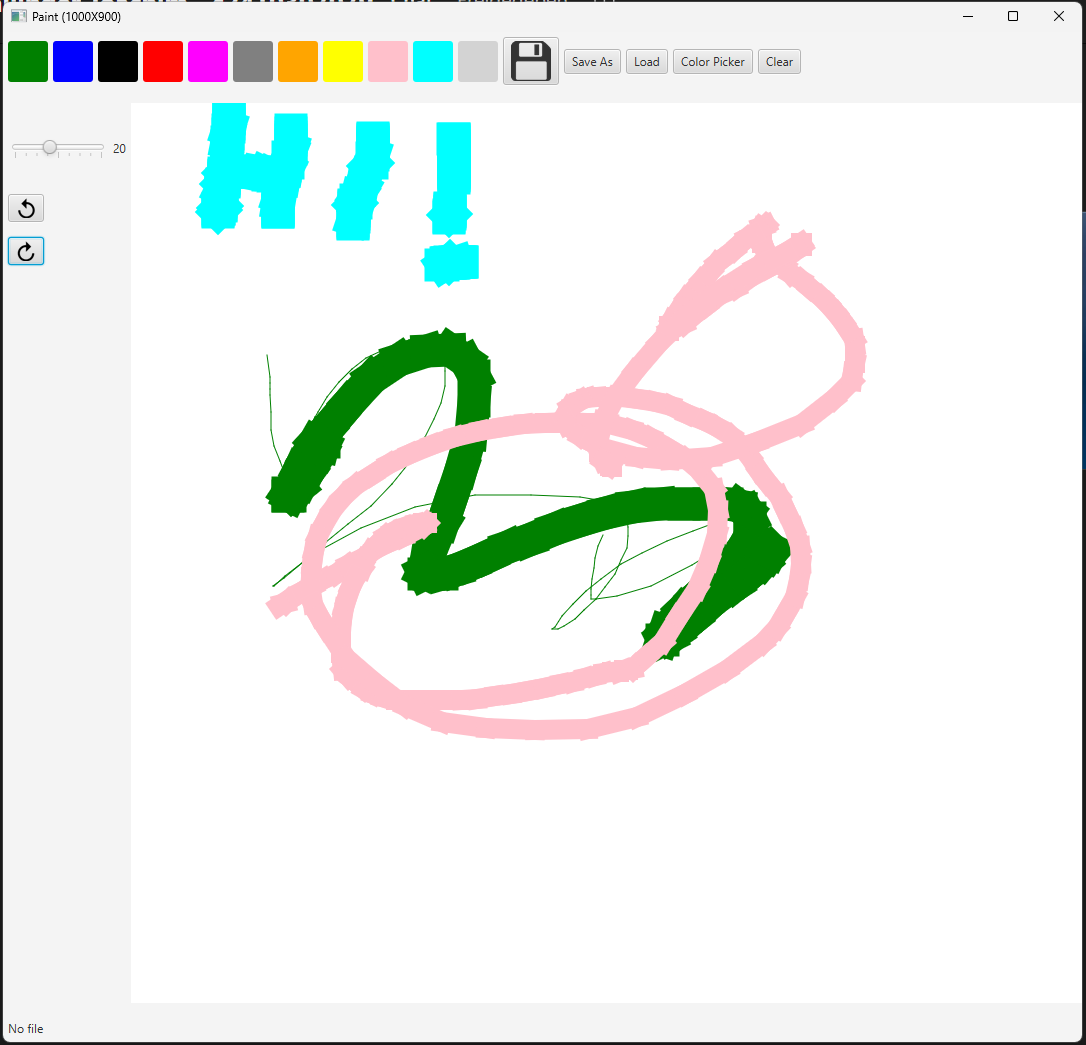 Paint (1000X900)
Save As Load Color Picker Clear
HI!
20
No file